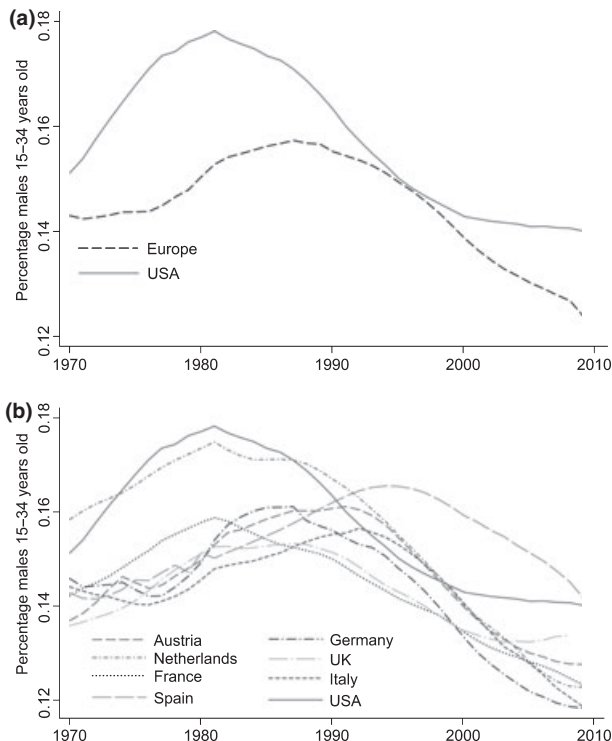 (a)
Percentage males 15–34 years old
0.18
0.16
0.14
0.12
Europe
USA
1970 1980 1990 2000 2010
(b)
Percentage males 15–34 years old
0.18
0.16
0.14
0.12
Austria Germany
Netherlands UK
France Italy
Spain USA
1970 1980 1990 2000 2010